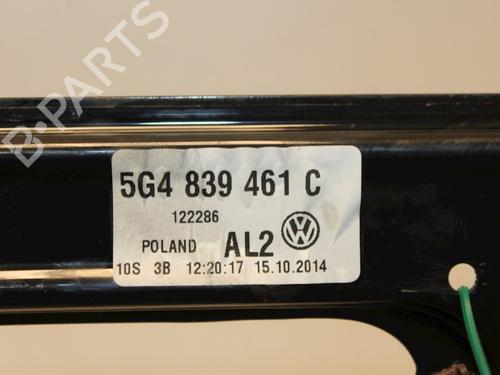 B-PARTS
5G4 839 461 C
122286
POLAND AL2
10S 3B 12:20:17 15.10.2014